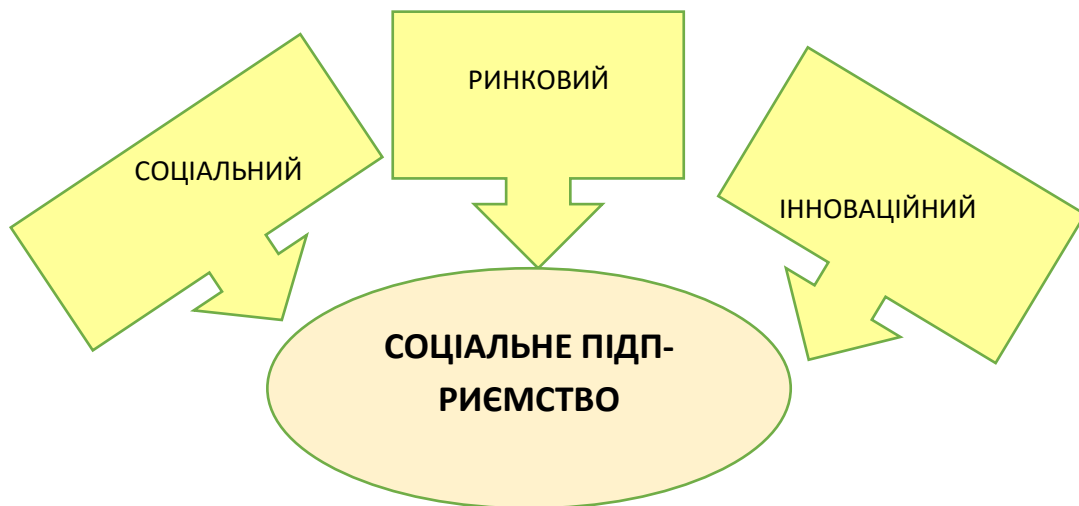 СОЦІАЛЬНИЙ
РИНКОВИЙ
ІННОВАЦІЙНИЙ
СОЦІАЛЬНЕ ПІДП-
РИЄМСТВО